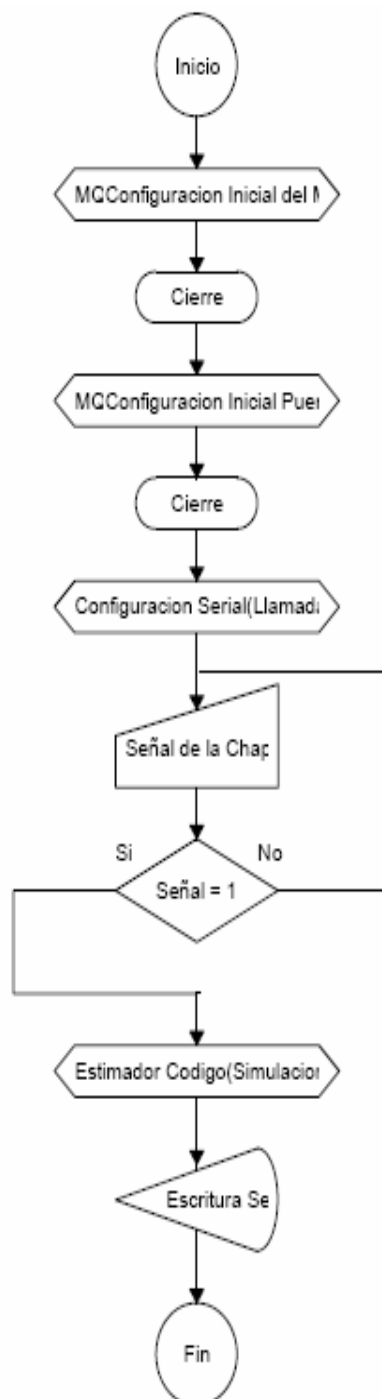 Inicio
MQConfiguracion Inicial del M
Cierre
MQConfiguracion Inicial Puer
Cierre
Configuracion Serial(Llamada
Señal de la Chap
Si
No
Señal = 1
Estimador Codigo(Simulacion
Escritura Se
Fin